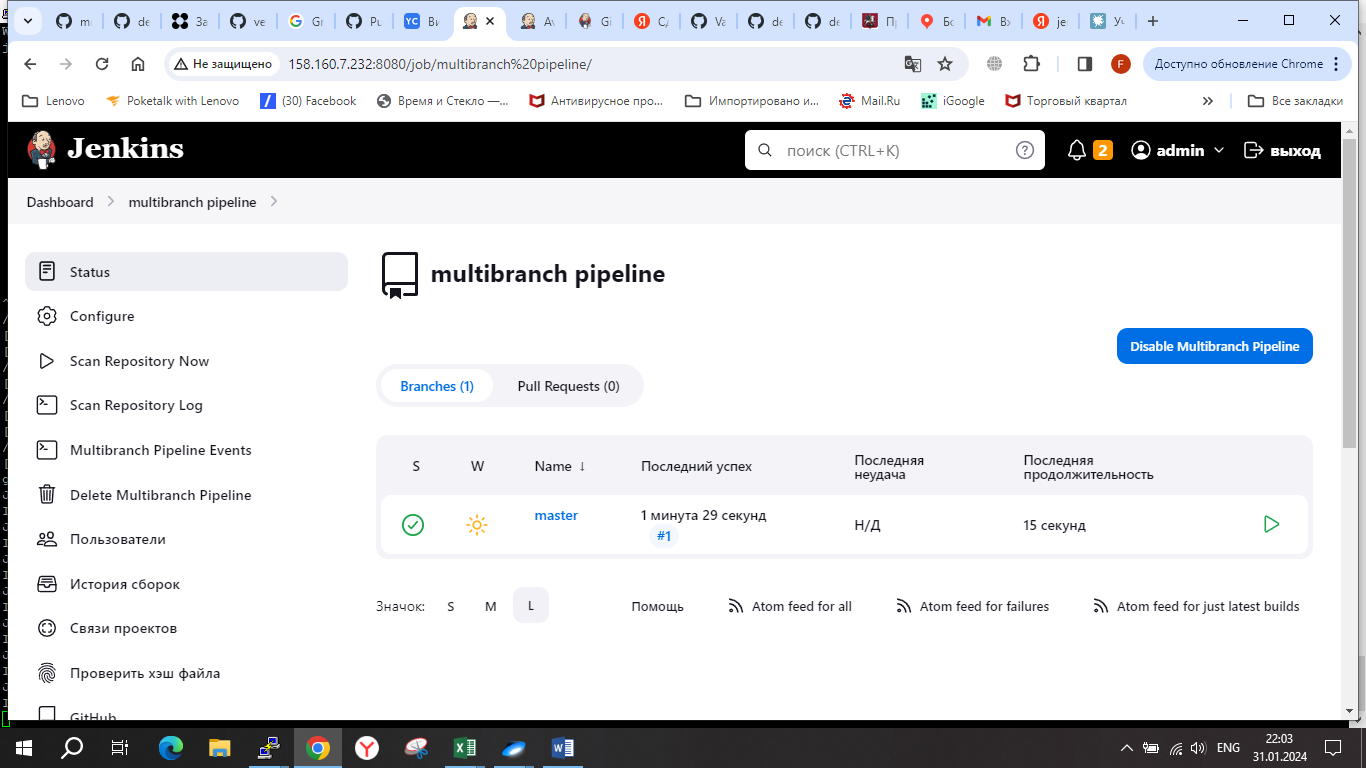 m
de
За
ve
Gr
Pu
YC
Ви
Av
Gi
Сд
Va
de
de
Пр
Бс
Вх
je
Уч
Не защищено
158.160.7.232:8080/job/multibranch%20pipeline/
F
Доступно обновление Chrome
Lenovo
Poketalk with Lenovo
(30) Facebook
Время и Стекло —...
Антивирусное про...
Импортировано и...
Mail.Ru
iGoogle
Торговый квартал
»
Все закладки
Jenkins
поиск (CTRL+K)
2
admin
выход
Dashboard
multibranch pipeline
Status
Configure
Scan Repository Now
Scan Repository Log
Multibranch Pipeline Events
Delete Multibranch Pipeline
Пользователи
История сборок
Связи проектов
Проверить хэш файла
GitHub
multibranch pipeline
Disable Multibranch Pipeline
Branches (1)
Pull Requests (0)
S W Name ↓ Последний успех Последняя неудача Последняя продолжительность
master 1 минута 29 секунд Н/Д 15 секунд
#1
Значок: S M L Помощь Atom feed for all Atom feed for failures Atom feed for just latest builds
ENG
22:03
31.01.2024